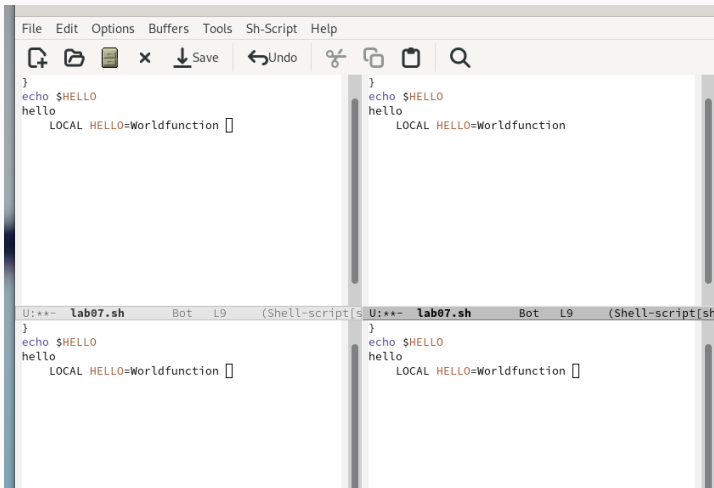 File Edit Options Buffers Tools Sh-Script Help
Save Undo
}
echo $HELLO
hello
    LOCAL HELLO=Worldfunction
}
echo $HELLO
hello
    LOCAL HELLO=Worldfunction
U:**-  lab07.sh       Bot   L9     (Shell-script[s
U:**-  lab07.sh       Bot   L9     (Shell-script[sh
}
echo $HELLO
hello
    LOCAL HELLO=Worldfunction
}
echo $HELLO
hello
    LOCAL HELLO=Worldfunction